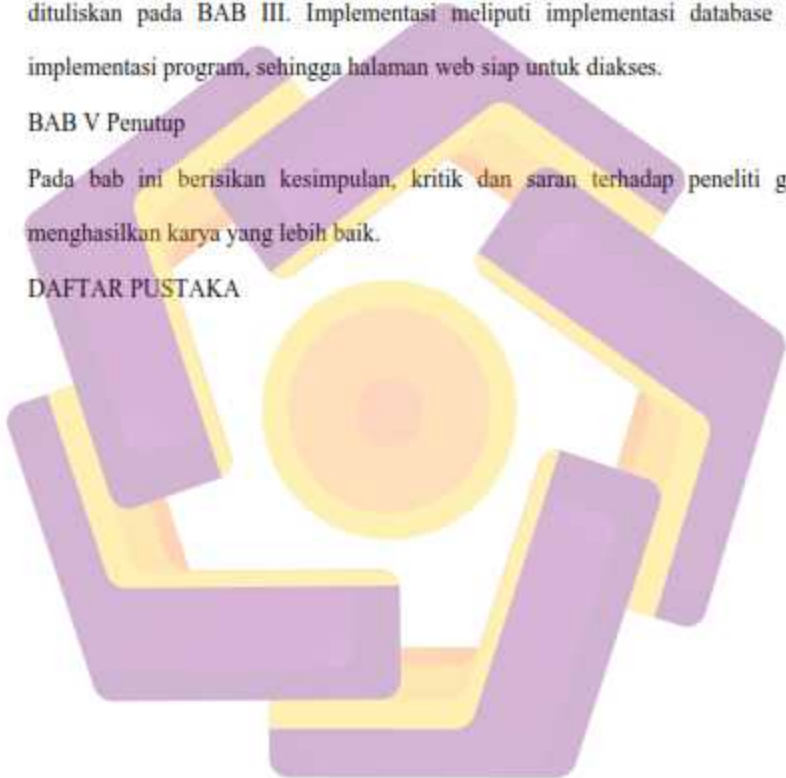 dituliskan pada BAB III. Implementasi meliputi implementasi database
implementasi program, sehingga halaman web siap untuk diakses.
BAB V Penutup
Pada bab ini berisikan kesimpulan, kritik dan saran terhadap peneliti g
menghasilkan karya yang lebih baik.
DAFTAR PUSTAKA